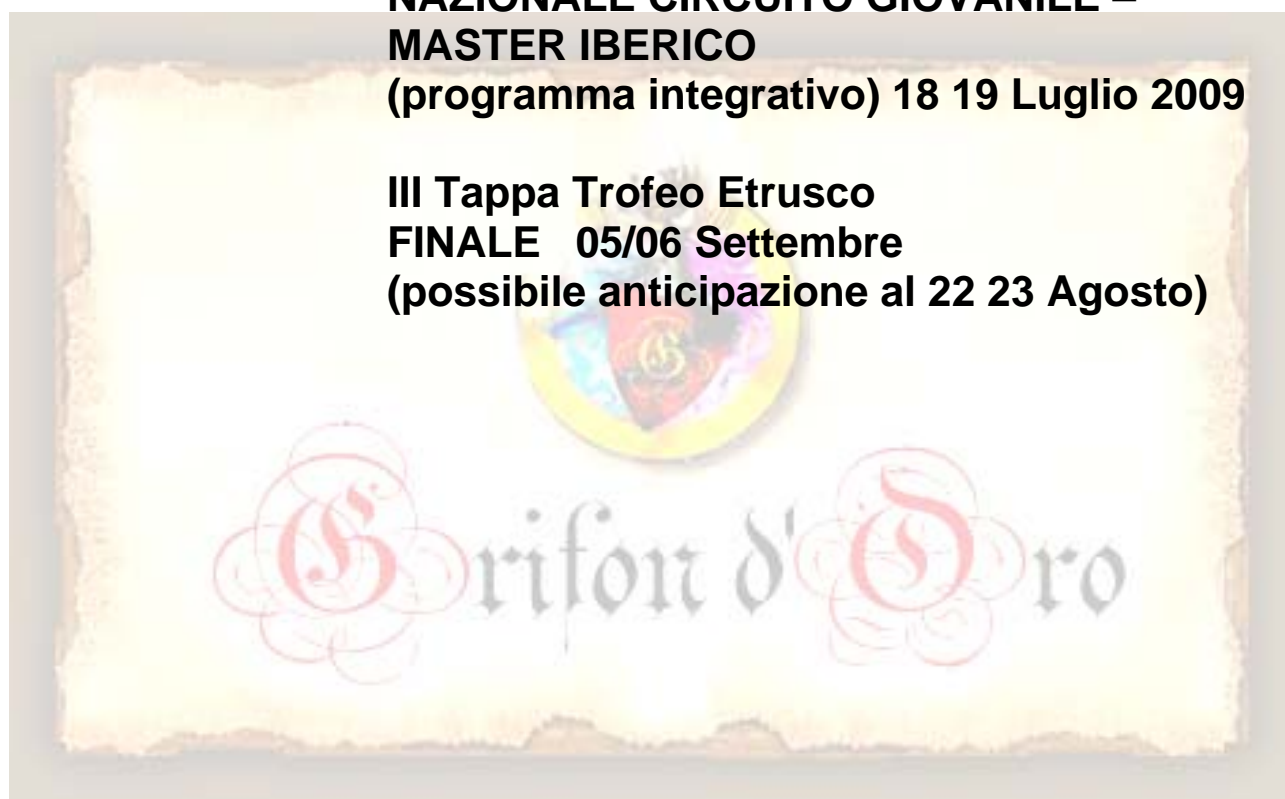 NAZIONALE CIRCUITO GIOVANILE –
MASTER IBERICO
(programma integrativo) 18 19 Luglio 2009
III Tappa Trofeo Etrusco
FINALE 05/06 Settembre
(possibile anticipazione al 22 23 Agosto)
G
Grifon d'Oro